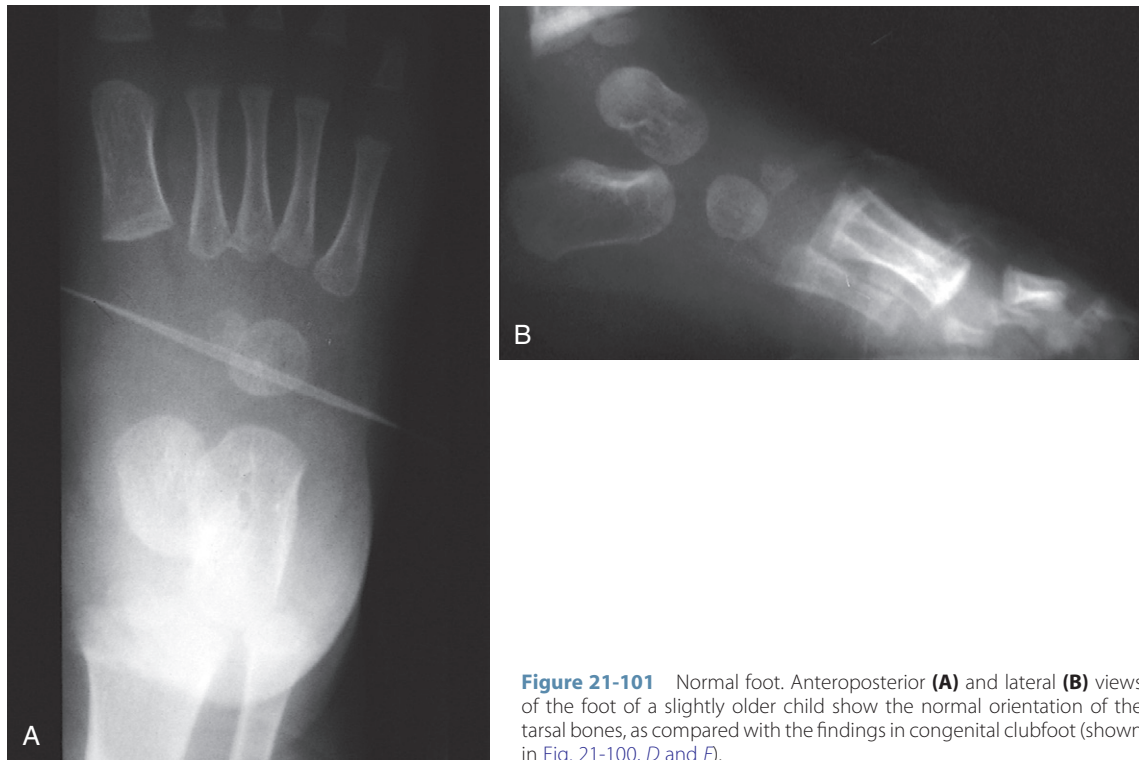 A
B
Figure 21-101 Normal foot. Anteroposterior (A) and lateral (B) views
of the foot of a slightly older child show the normal orientation of the
tarsal bones, as compared with the findings in congenital clubfoot (shown
in Fig. 21-100, D and E).